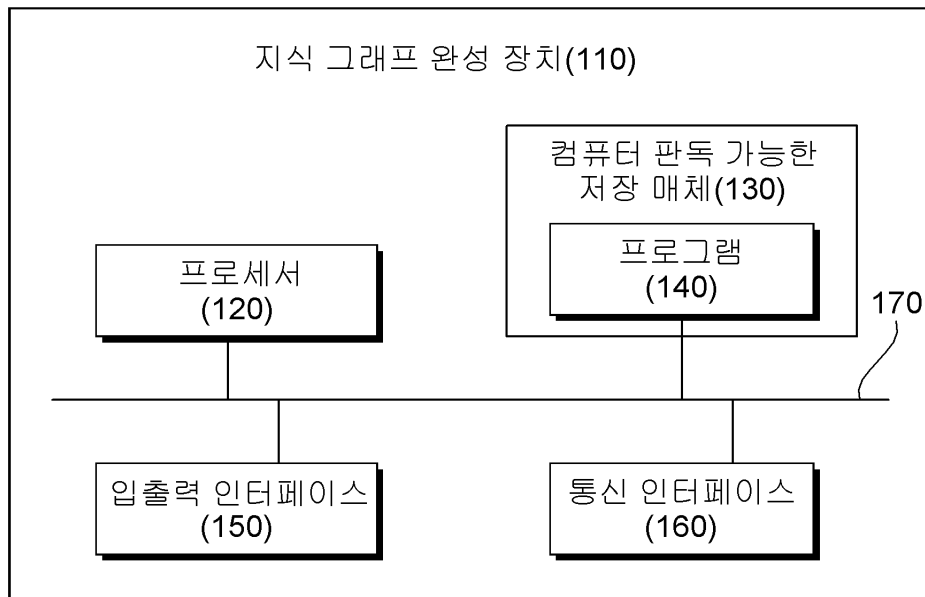 지식 그래프 완성 장치(110)
컴퓨터 판독 가능한
저장 매체(130)
프로그램
(140)
프로세서
(120)
170
입출력 인터페이스
(150)
통신 인터페이스
(160)